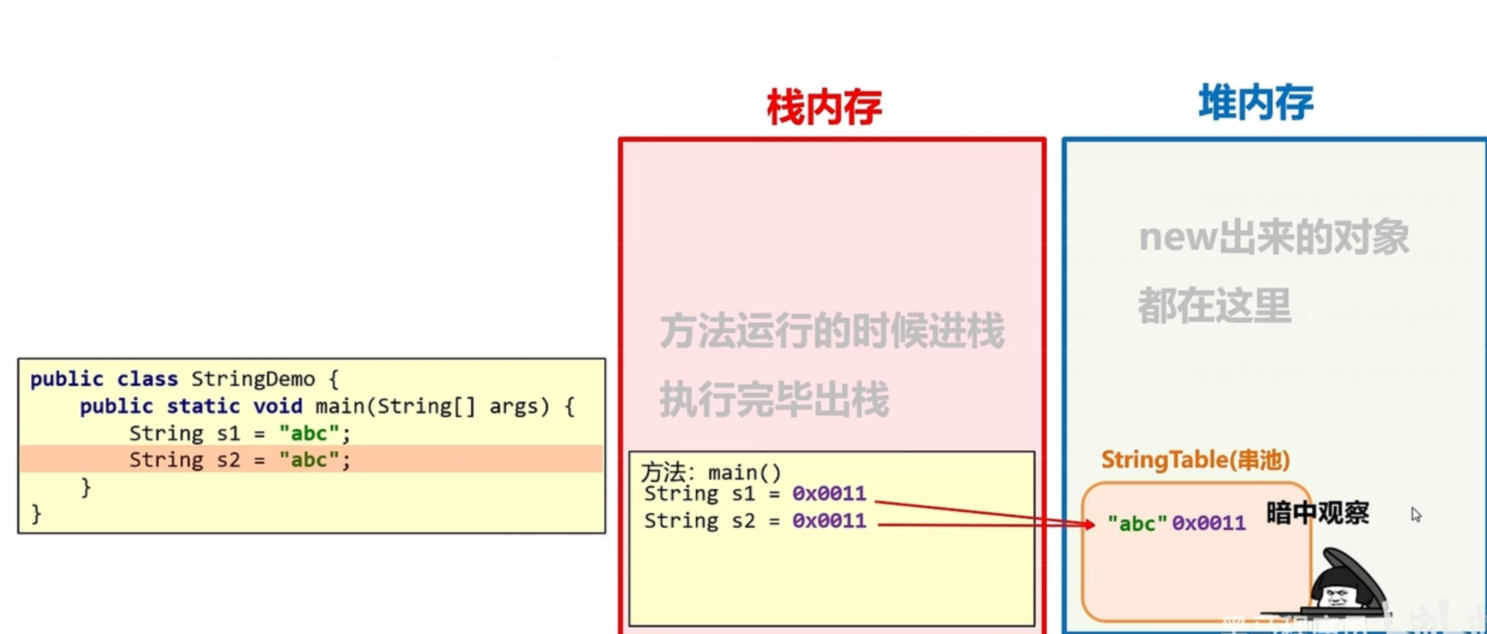 栈内存
堆内存
new出来的对象
都在这里
方法运行的时候进栈
执行完毕出栈
public class StringDemo {
public static void main(String[] args) {
String s1 = "abc";
String s2 = "abc";
}
}
方法：main()
String s1 = 0x0011
String s2 = 0x0011
StringTable(串池)
"abc" 0x0011
暗中观察